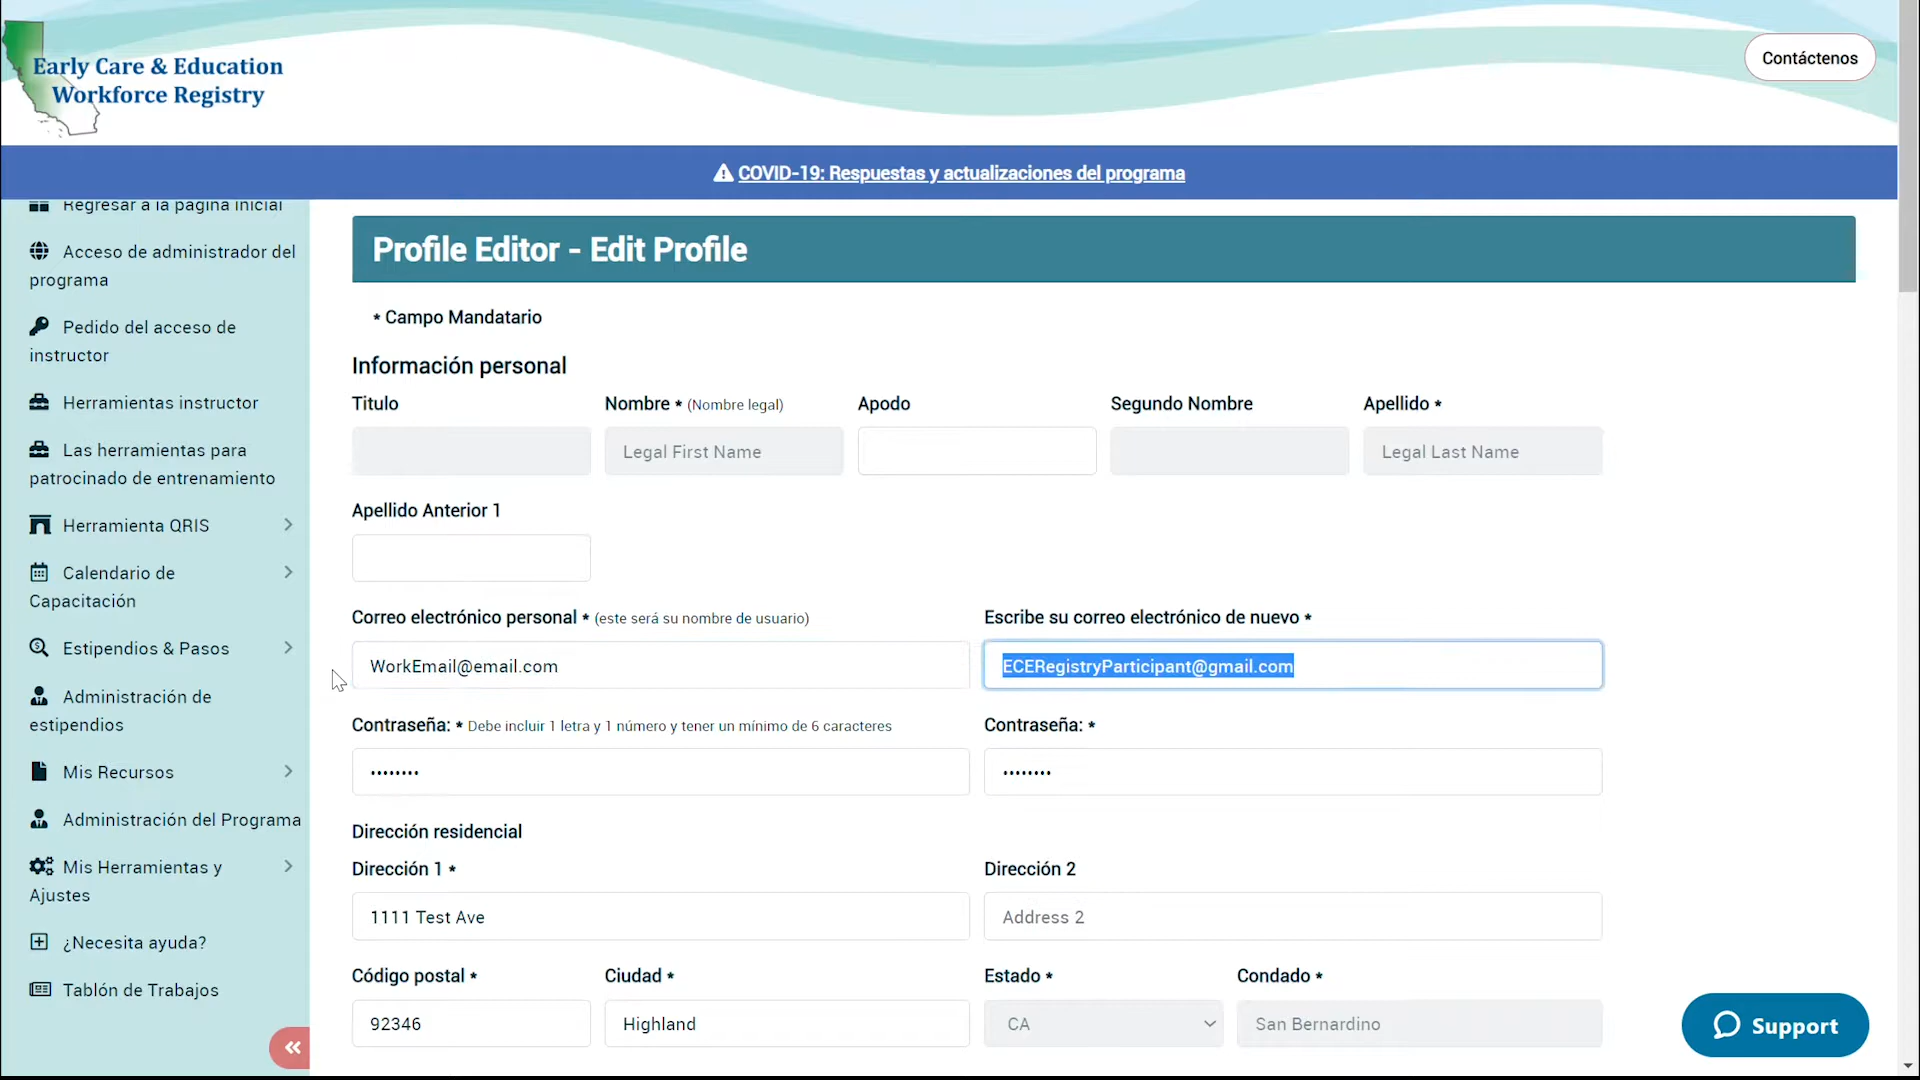 Early Care & Education
Workforce Registry
Contáctenos
COVID-19: Respuestas y actualizaciones del programa
Regresar a la página inicial
Acceso de administrador del
programa
Pedido del acceso de
instructor
Herramientas instructor
Las herramientas para
patrocinado de entrenamiento
Herramienta QRIS
Calendario de
Capacitación
Estipendios & Pasos
Administración de
estipendios
Mis Recursos
Administración del Programa
Mis Herramientas y
Ajustes
¿Necesita ayuda?
Tablón de Trabajos
Profile Editor - Edit Profile
* Campo Mandatario
Información personal
Titulo Nombre * (Nombre legal) Apodo Segundo Nombre Apellido *
Legal First Name Legal Last Name
Apellido Anterior 1
Correo electrónico personal * (este será su nombre de usuario) Escribe su correo electrónico de nuevo *
WorkEmail@email.com ECERegistryParticipant@gmail.com
Contraseña: * Debe incluir 1 letra y 1 número y tener un mínimo de 6 caracteres Contraseña: *
•••••••• ••••••••
Dirección residencial
Dirección 1 * Dirección 2
1111 Test Ave Address 2
Código postal * Ciudad * Estado * Condado *
92346 Highland CA San Bernardino
Support